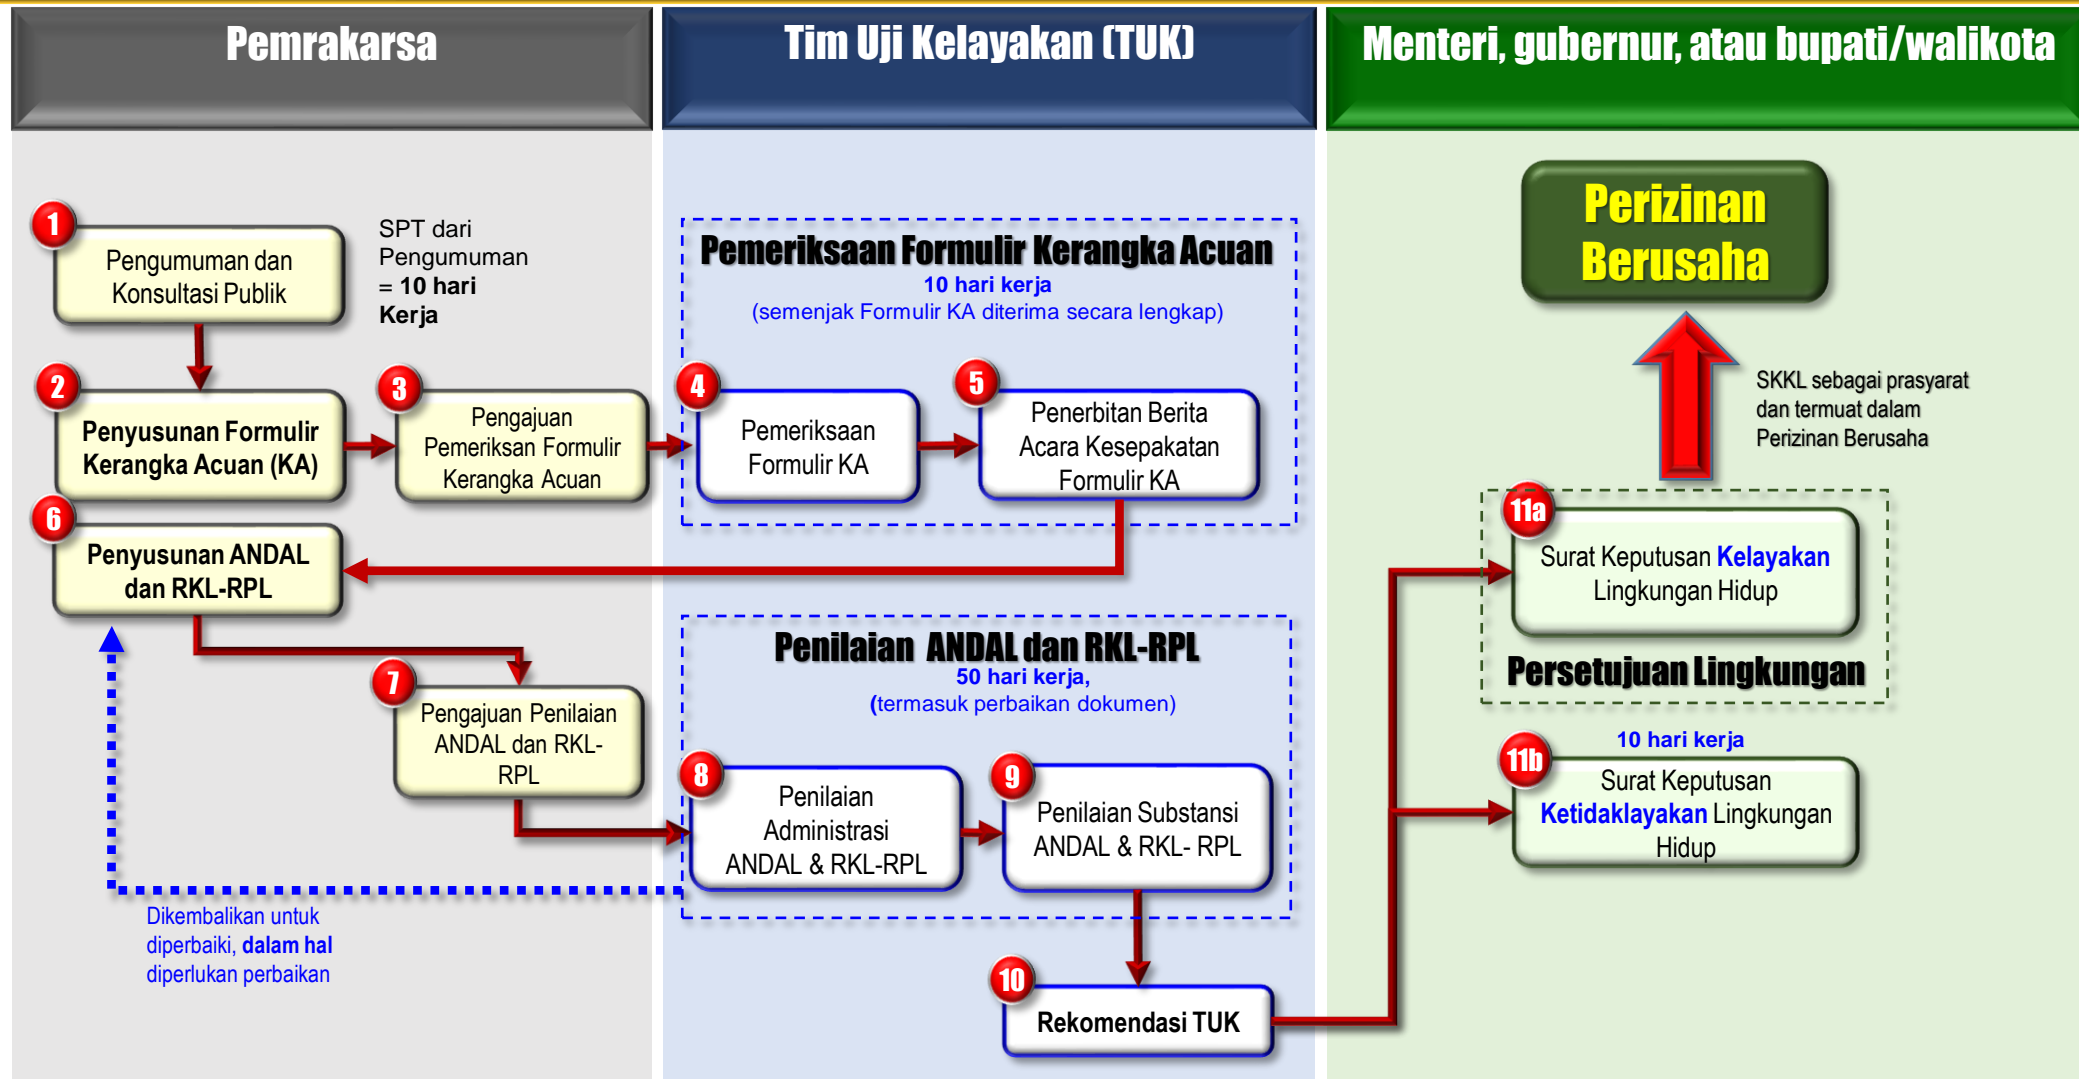 Pemrakarsa
Tim Uji Kelayakan (TUK)
Menteri, gubernur, atau bupati/walikota
1
Pengumuman dan
Konsultasi Publik
SPT dari
Pengumuman
= 10 hari
Kerja
2
Penyusunan Formulir
Kerangka Acuan (KA)
3
Pengajuan
Pemeriksan Formulir
Kerangka Acuan
Pemeriksaan Formulir Kerangka Acuan
10 hari kerja
(semenjak Formulir KA diterima secara lengkap)
4
Pemeriksaan
Formulir KA
5
Penerbitan Berita
Acara Kesepakatan
Formulir KA
6
Penyusunan ANDAL
dan RKL-RPL
7
Pengajuan Penilaian
ANDAL dan RKL-
RPL
Dikembalikan untuk
diperbaiki, dalam hal
diperlukan perbaikan
Penilaian ANDAL dan RKL-RPL
50 hari kerja,
(termasuk perbaikan dokumen)
8
Penilaian
Administrasi
ANDAL & RKL-RPL
9
Penilaian Substansi
ANDAL & RKL- RPL
10
Rekomendasi TUK
Perizinan
Berusaha
SKKL sebagai prasyarat
dan termuat dalam
Perizinan Berusaha
11a
Surat Keputusan Kelayakan
Lingkungan Hidup
Persetujuan Lingkungan
10 hari kerja
11b
Surat Keputusan
Ketidaklayakan Lingkungan
Hidup